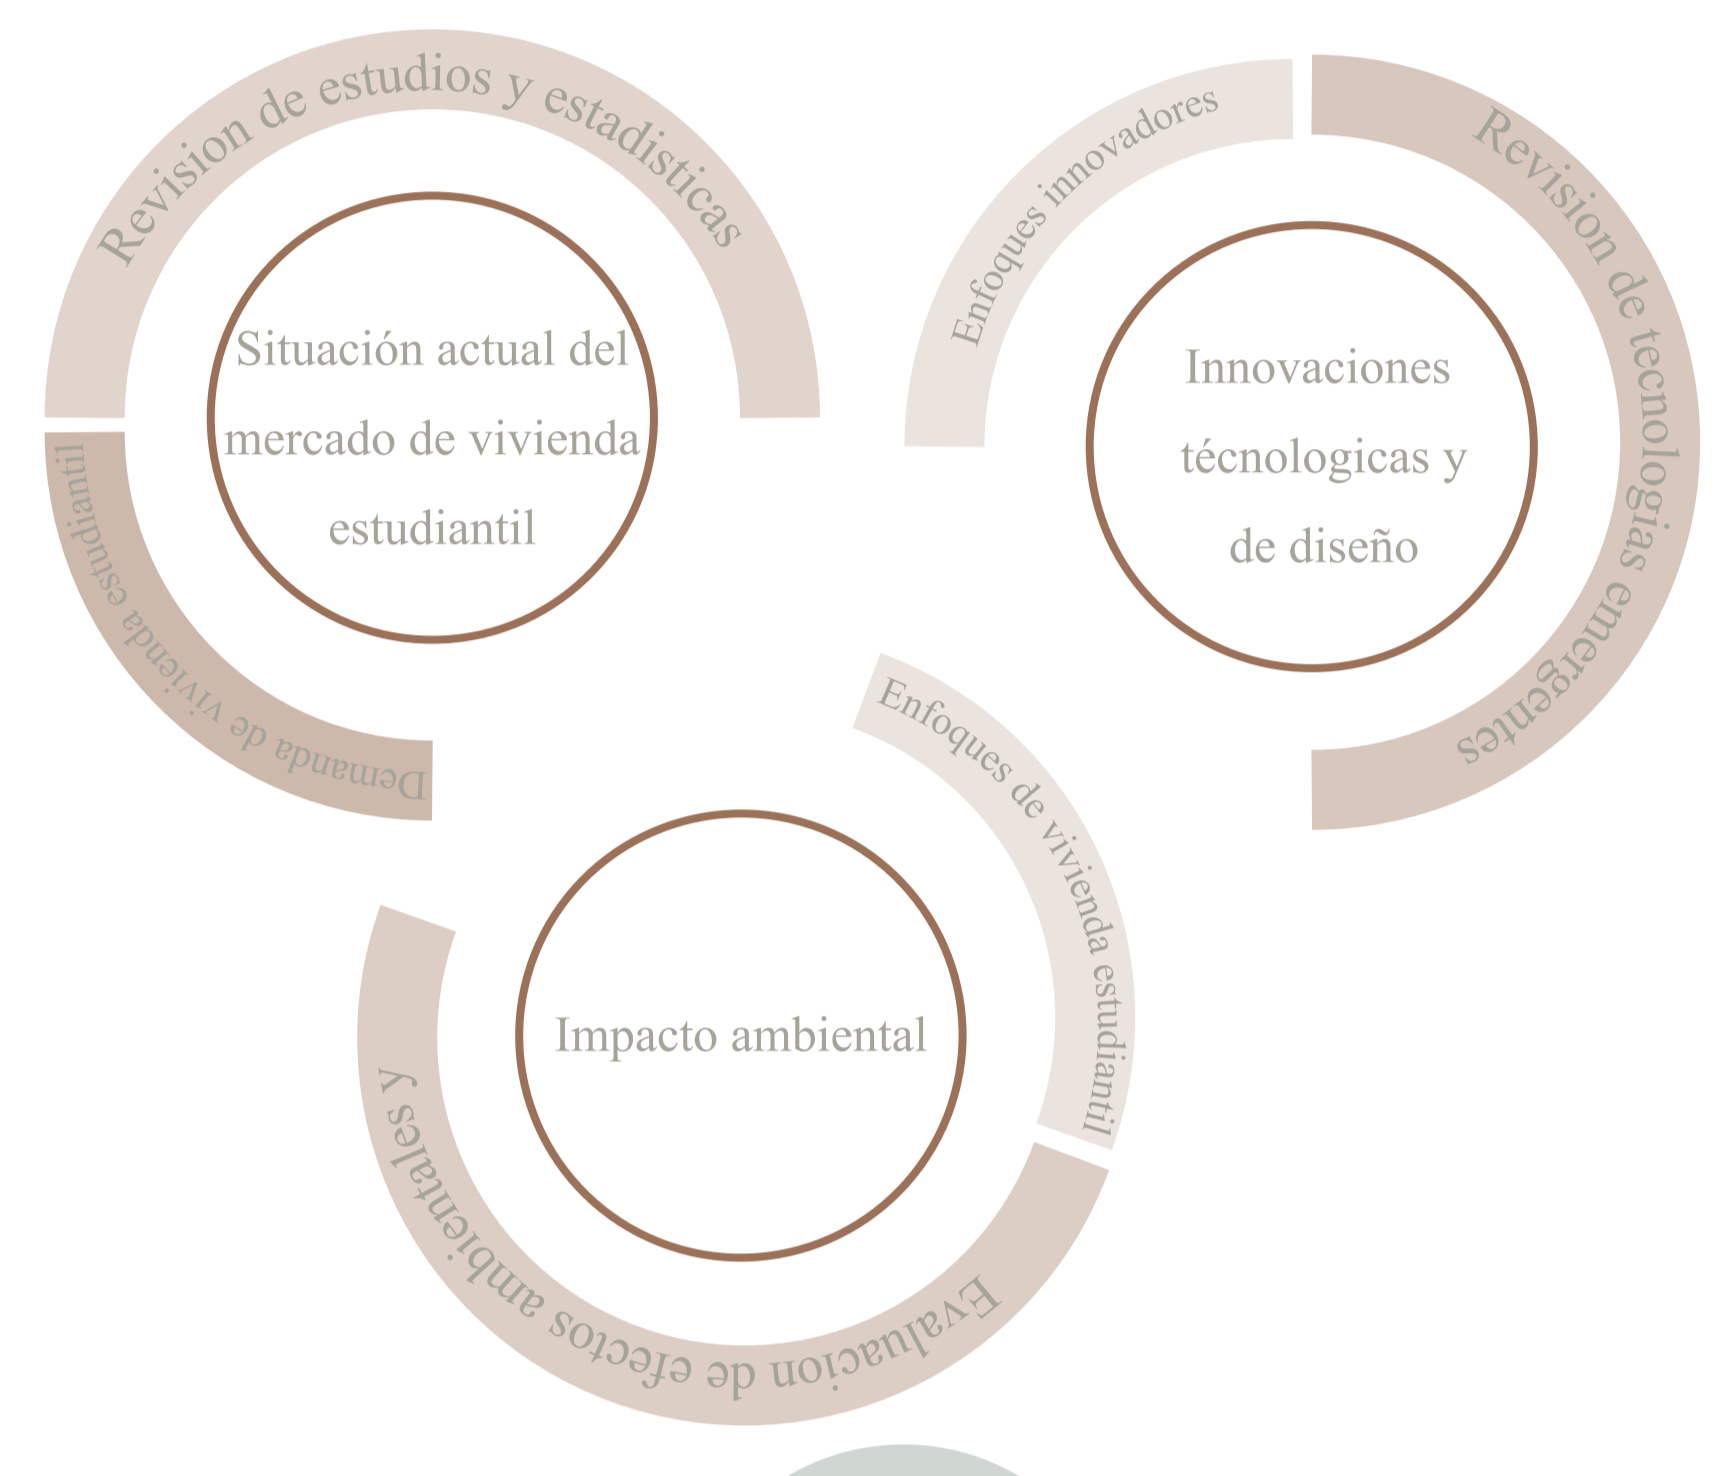 Revision de estudios y estadisticas
Situación actual del
mercado de vivienda
estudiantil
Demanda de vivienda estudiantil
Enfoques innovadores
Revision de tecnologias emergentes
Innovaciones
técnologicas y
de diseño
Enfoques de vivienda estudiantil
Impacto ambiental
Evaluacion de efectos ambientales y